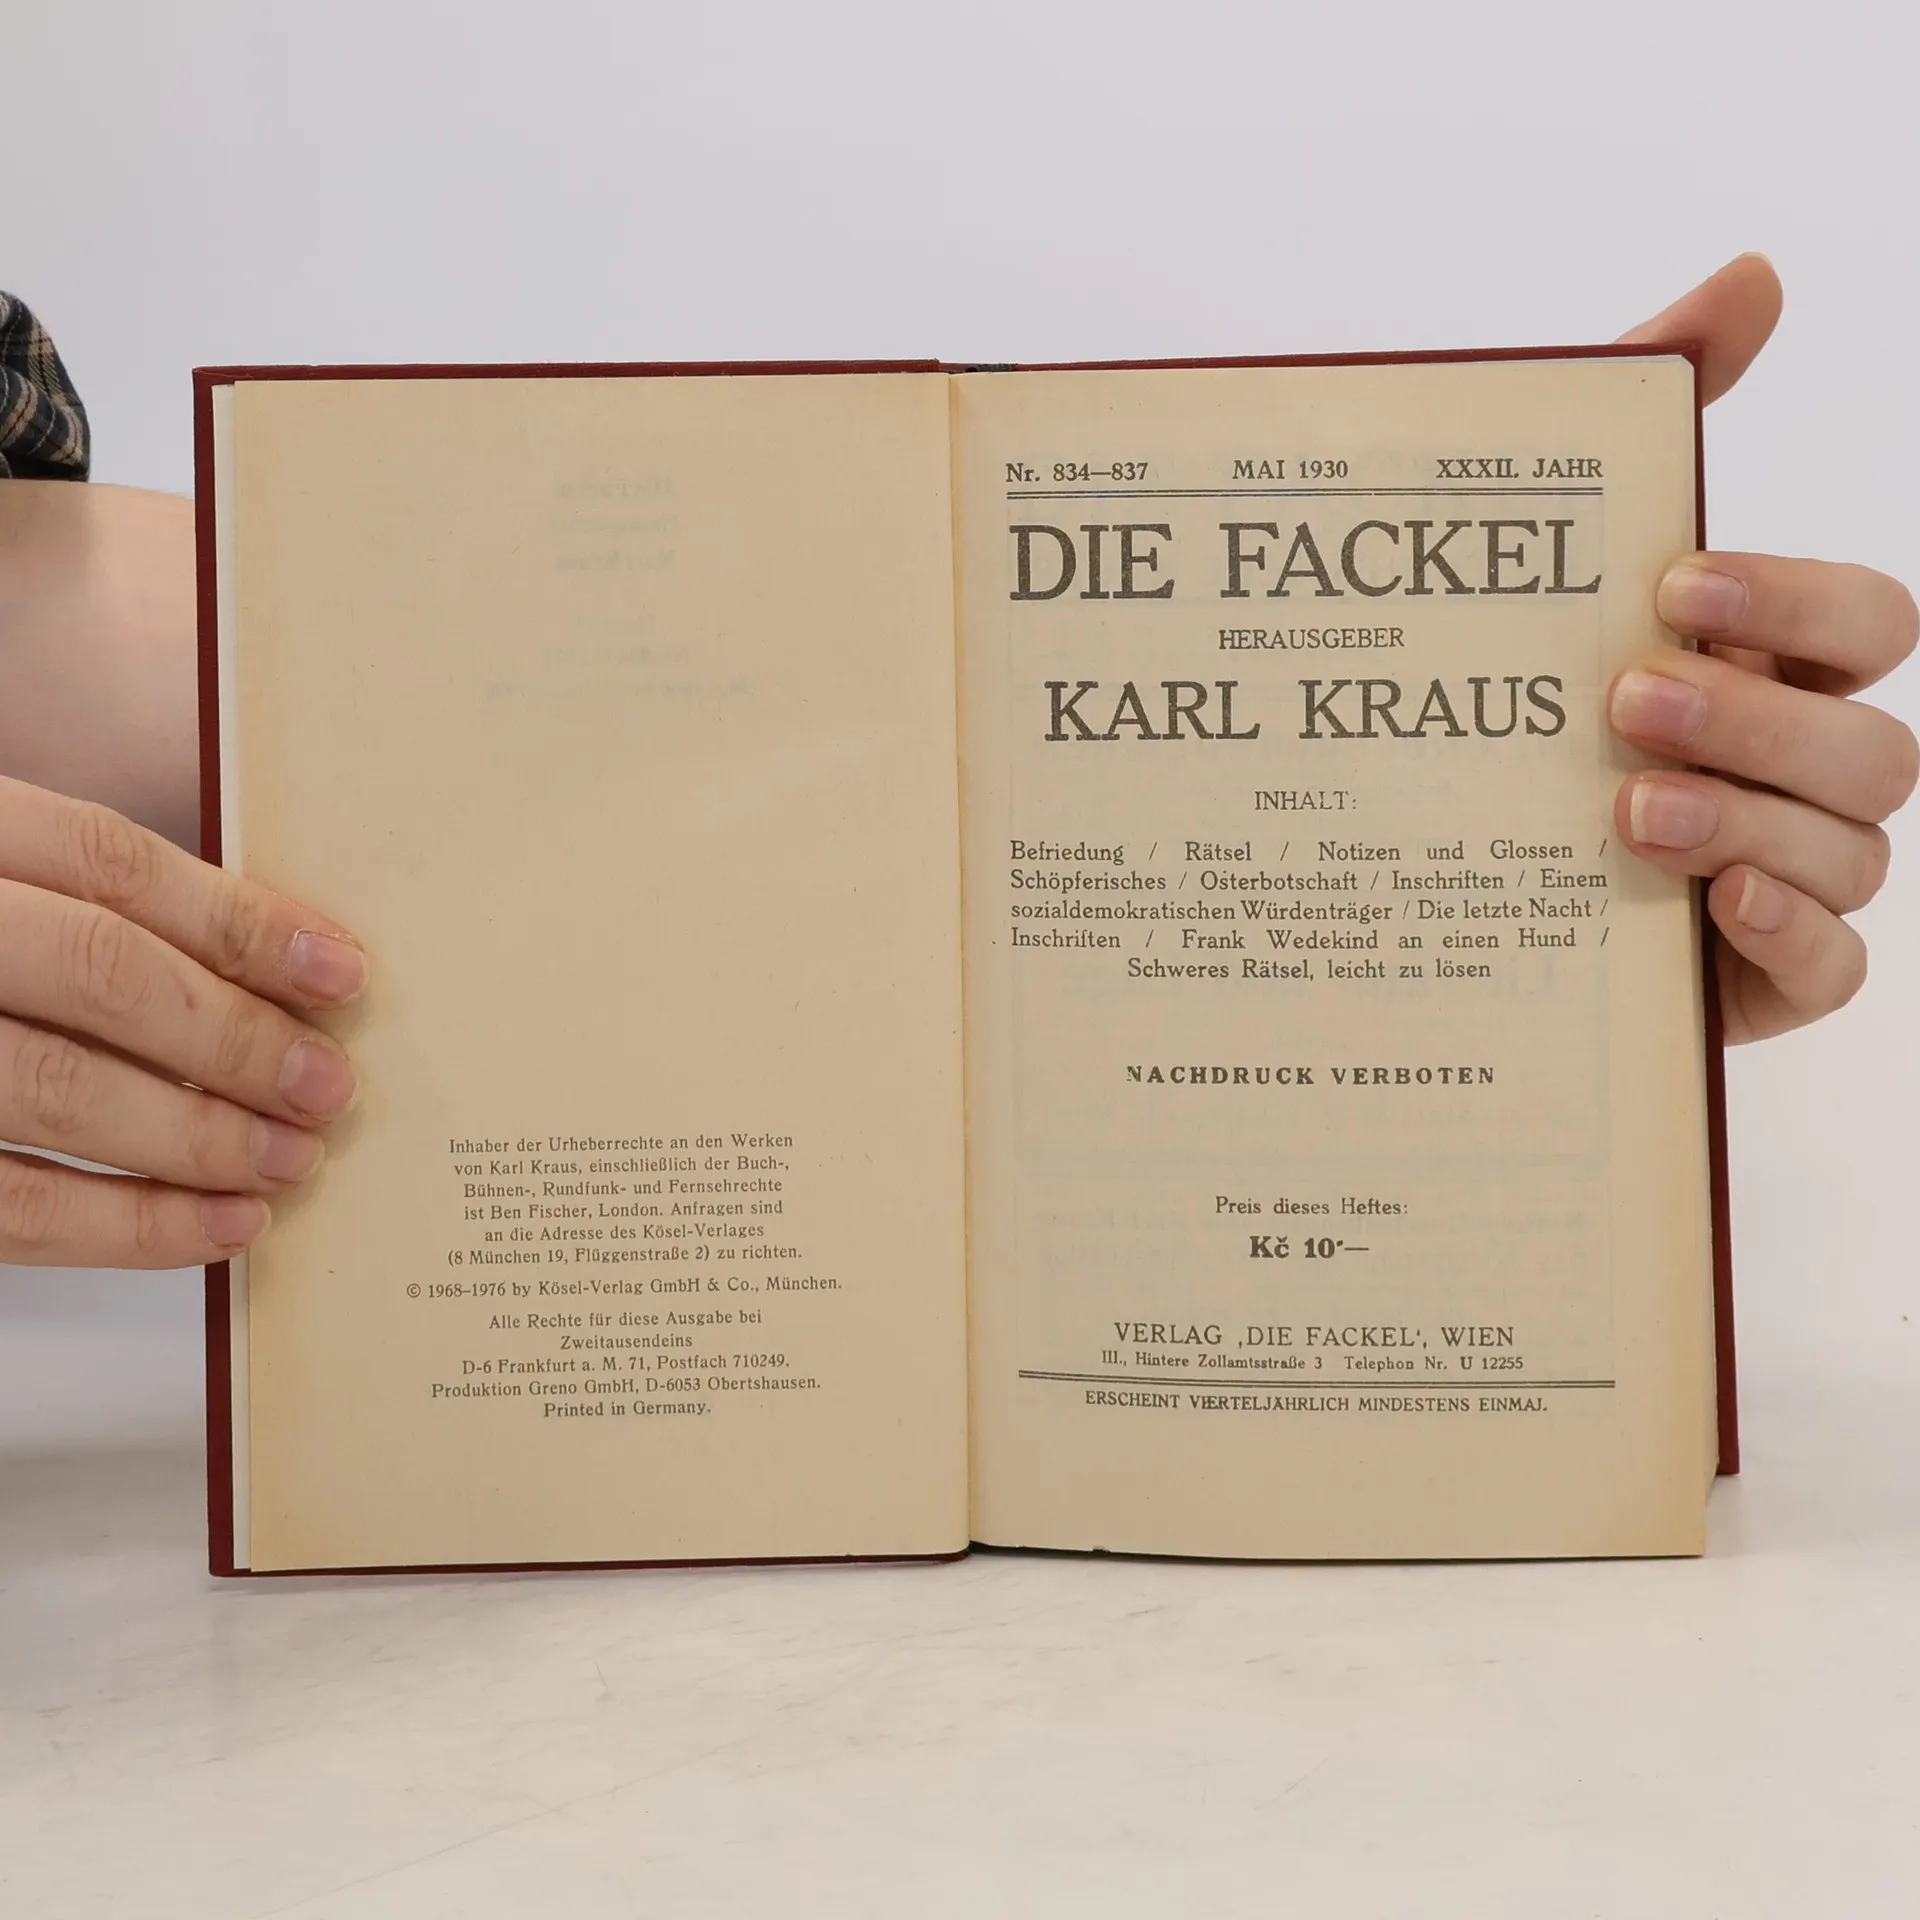 Inhaber der Urheberrechte an den Werken
von Karl Kraus, einschließlich der Buch-,
Bühnen-, Rundfunk- und Fernsehrechte
ist Ben Fischer, London. Anfragen sind
an die Adresse des Kösel-Verlages
(8 München 19, Flüggenstraße 2) zu richten.
© 1968–1976 by Kösel-Verlag GmbH & Co., München.
Alle Rechte für diese Ausgabe bei
Zweitausendeins
D-6 Frankfurt a. M. 71, Postfach 710249.
Produktion Greno GmbH, D-6053 Obertshausen.
Printed in Germany.
Nr. 834—837 MAI 1930 XXXII. JAHR
DIE FACKEL
HERAUSGEBER
KARL KRAUS
INHALT:
Befriedung / Rätsel / Notizen und Glossen /
Schöpferisches / Osterbotschaft / Inschriften / Einem
sozialdemokratischen Würdenträger / Die letzte Nacht /
Inschriften / Frank Wedekind an einen Hund /
Schweres Rätsel, leicht zu lösen
NACHDRUCK VERBOTEN
Preis dieses Heftes:
Kč 10·—
VERLAG ‚DIE FACKEL‘, WIEN
III., Hintere Zollamtsstraße 3 Telephon Nr. U 12255
ERSCHEINT VIERTELJÄHRLICH MINDESTENS EINMAL